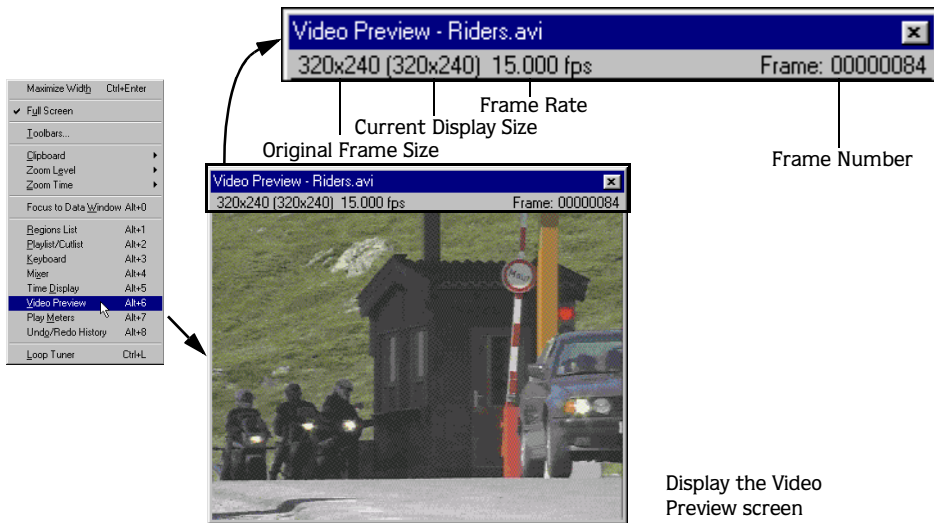 Video Preview - Riders.avi
320x240 (320x240) 15.000 fps Frame: 00000084
Frame Rate
Current Display Size
Original Frame Size
Frame Number
Maximize Width Ctrl+Enter
Full Screen
Toolbars...
Clipboard
Zoom Level
Zoom Time
Focus to Data Window Alt+0
Regions List Alt+1
Playlist/Cutlist Alt+2
Keyboard Alt+3
Mixer Alt+4
Time Display Alt+5
Video Preview Alt+6
Play Meters Alt+7
Undo/Redo History Alt+8
Loop Tuner Ctrl+L
Video Preview - Riders.avi
320x240 (320x240) 15.000 fps Frame: 00000084
Display the Video
Preview screen